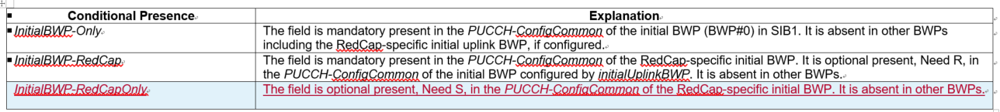 Conditional Presence
Explanation
InitialBWP-Only
The field is mandatory present in the PUCCH-ConfigCommon of the initial BWP (BWP#0) in SIB1. It is absent in other BWPs
including the RedCap-specific initial uplink BWP, if configured.
InitialBWP-RedCap
The field is mandatory present in the PUCCH-ConfigCommon of the RedCap-specific initial BWP. It is optional present, Need R, in
the PUCCH-ConfigCommon of the initial BWP configured by initialUplinkBWP. It is absent in other BWPs.
InitialBWP-RedCapOnly
The field is optional present, Need S, in the PUCCH-ConfigCommon of the RedCap-specific initial BWP. It is absent in other BWPs.